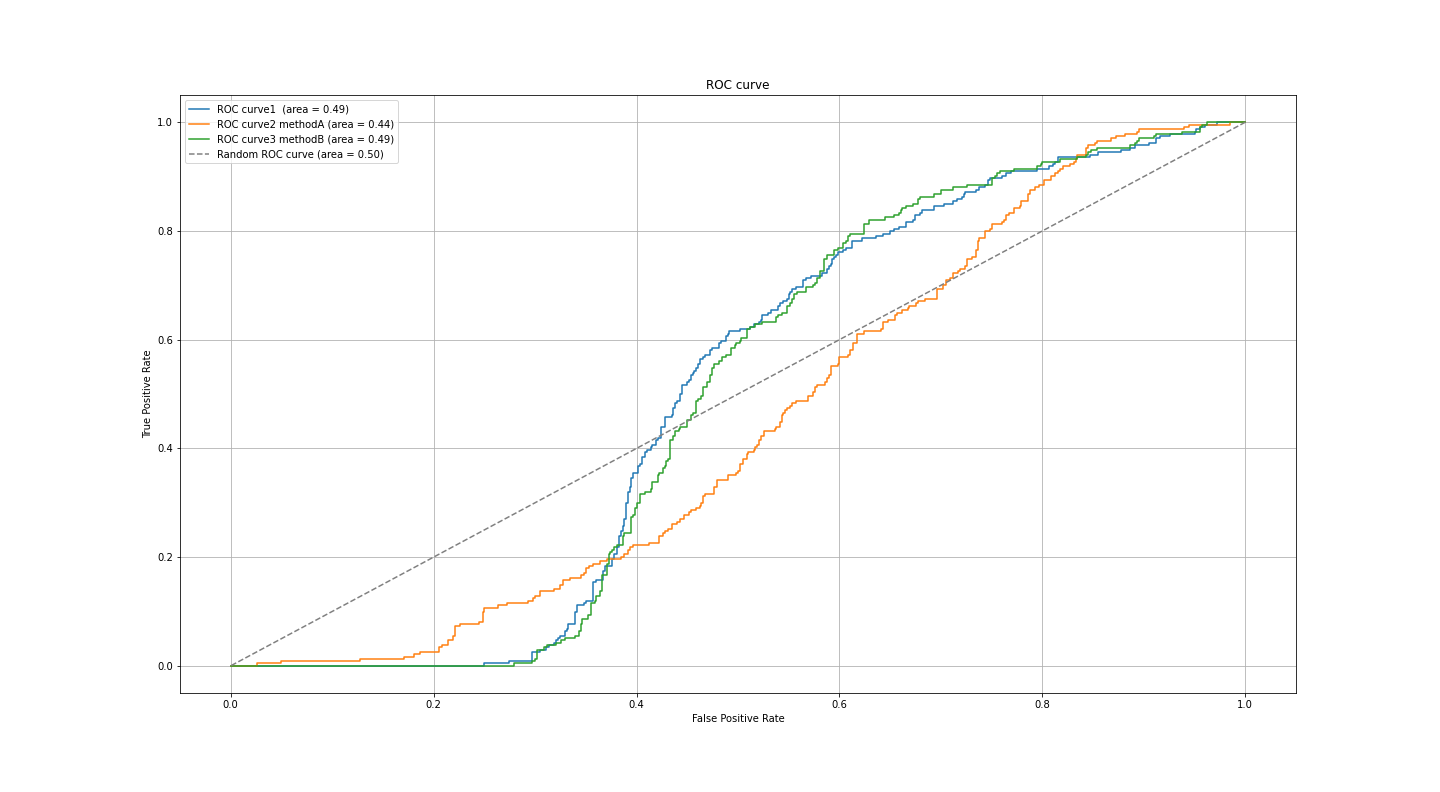 ROC curve
ROC curve1  (area = 0.49)
ROC curve2 methodA (area = 0.44)
ROC curve3 methodB (area = 0.49)
Random ROC curve (area = 0.50)
1.0
0.8
0.6
0.4
0.2
0.0
True Positive Rate
0.0 0.2 0.4 0.6 0.8 1.0
False Positive Rate